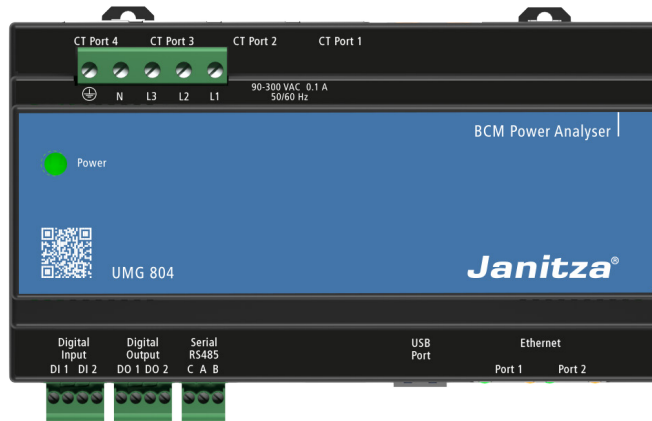 CT Port 4 CT Port 3 CT Port 2 CT Port 1
N L3 L2 L1
90-300 VAC 0.1 A
50/60 Hz
BCM Power Analyser
Power
UMG 804
Janitza®
Digital Input
Digital Output
Serial RS485
USB Port
Ethernet
DI 1 DI 2 DO 1 DO 2 C A B
Port 1 Port 2